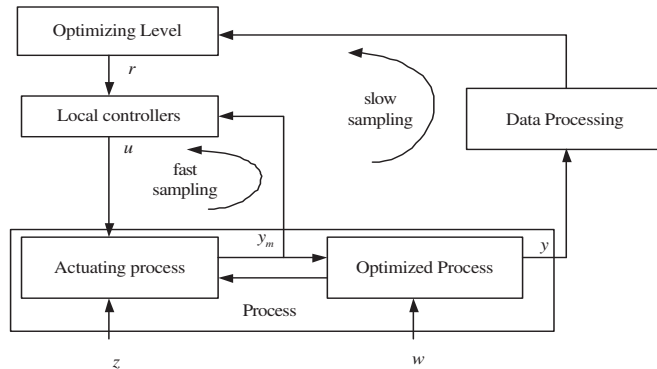 Optimizing Level
r
slow
sampling
Local controllers
Data Processing
u
fast
sampling
y_m
y
Actuating process
Optimized Process
Process
z
w